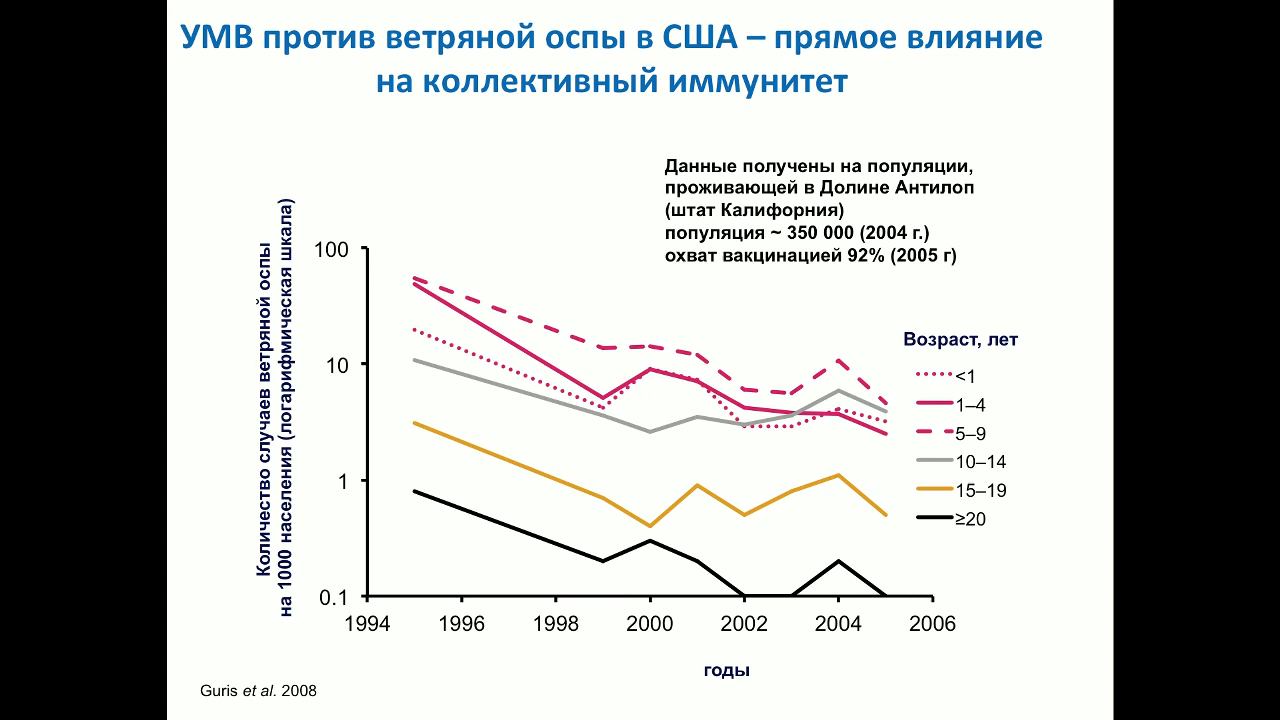 УМВ против ветряной оспы в США – прямое влияние
на коллективный иммунитет
Данные получены на популяции,
проживающей в Долине Антилоп
(штат Калифорния)
популяция ~ 350 000 (2004 г.)
охват вакцинацией 92% (2005 г)
Количество случаев ветряной оспы
на 1000 населения (логарифмическая шкала)
100
10
1
0.1
1994
1996
1998
2000
2002
2004
2006
годы
Возраст, лет
<1
1–4
5–9
10–14
15–19
≥20
Guris et al. 2008